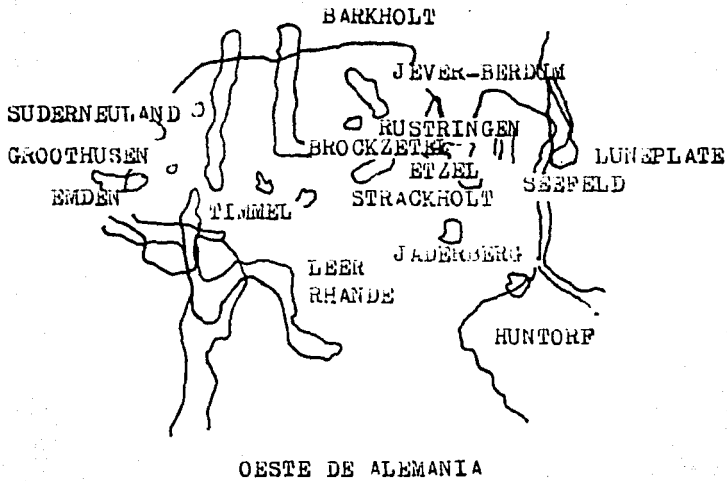 BARKHOLT
JEVER-BERDUM
SUDERNEULAND
RUSTRINGEN
BROCKZETEL
GROOTHUSEN
LUNEPLATE
ETZEL
SEEFELD
EMDEN
STRACKHOLT
TIMMEL
JADERBERG
LEER
RHANDE
HUNTORF
OESTE DE ALEMANIA